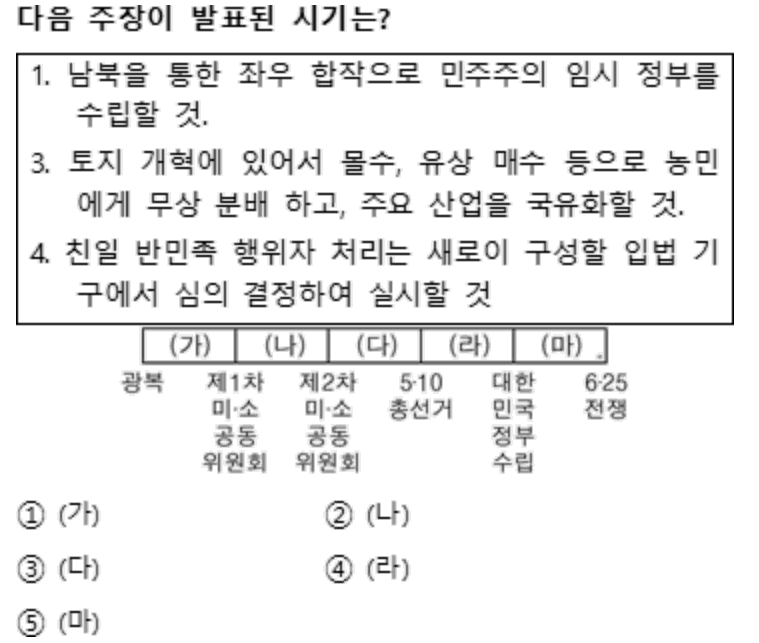 다음 주장이 발표된 시기는?
1. 남북을 통한 좌우 합작으로 민주주의 임시 정부를
수립할 것.
3. 토지 개혁에 있어서 몰수, 유상 매수 등으로 농민
에게 무상 분배 하고, 주요 산업을 국유화할 것.
4. 친일 반민족 행위자 처리는 새로이 구성할 입법 기
구에서 심의 결정하여 실시할 것
(가) (나) (다) (라) (마)
광복 제1차 제2차 5·10 대한 6·25
미·소 미·소 총선거 민국 전쟁
공동 공동 정부
위원회 위원회 수립
① (가) ② (나)
③ (다) ④ (라)
⑤ (마)